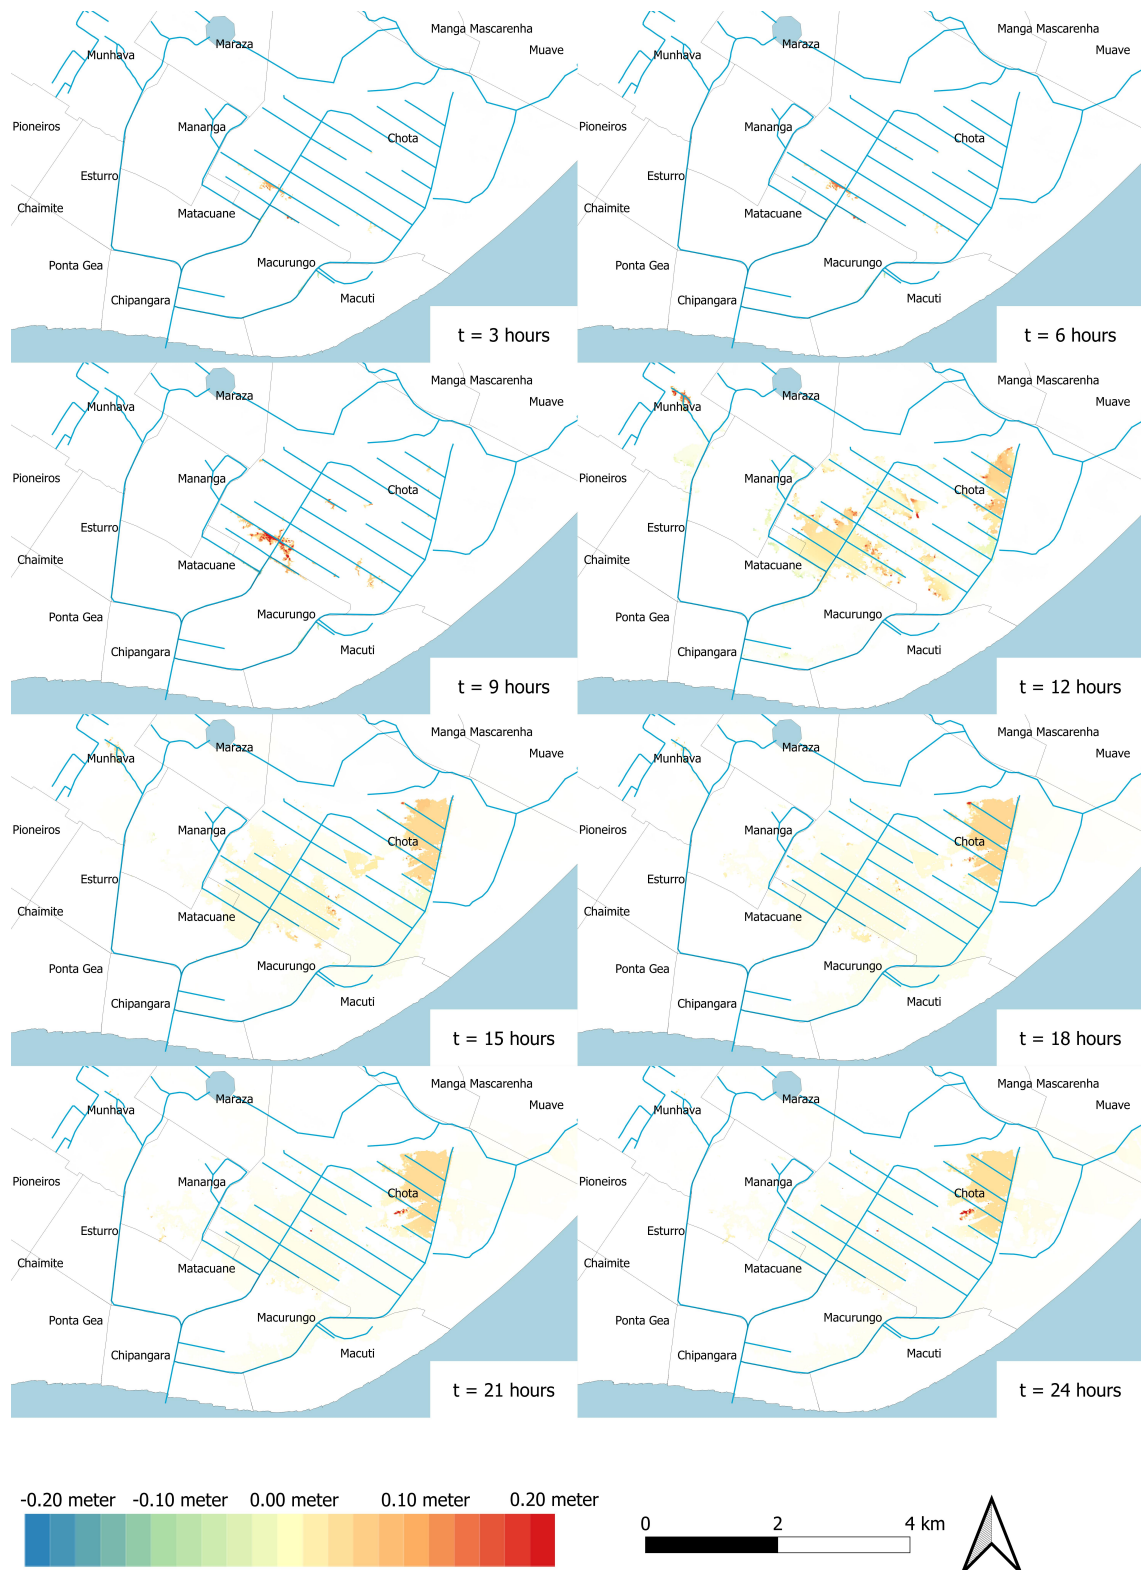 Manga Mascarenha
Maraza
Muave
Munhava
Pioneiros
Mananga
Chota
Esturro
Chaimite
Matacuane
Ponta Gea
Macurungo
Chipangara
Macuti
t = 3 hours
Manga Mascarenha
Maraza
Muave
Munhava
Pioneiros
Mananga
Chota
Esturro
Chaimite
Matacuane
Ponta Gea
Macurungo
Chipangara
Macuti
t = 6 hours
Manga Mascarenha
Maraza
Muave
Munhava
Pioneiros
Mananga
Chota
Esturro
Chaimite
Matacuane
Ponta Gea
Macurungo
Chipangara
Macuti
t = 9 hours
Manga Mascarenha
Maraza
Muave
Munhava
Pioneiros
Mananga
Chota
Esturro
Chaimite
Matacuane
Ponta Gea
Macurungo
Chipangara
Macuti
t = 12 hours
Manga Mascarenha
Maraza
Muave
Munhava
Pioneiros
Mananga
Chota
Esturro
Chaimite
Matacuane
Ponta Gea
Macurungo
Chipangara
Macuti
t = 15 hours
Manga Mascarenha
Maraza
Muave
Munhava
Pioneiros
Mananga
Chota
Esturro
Chaimite
Matacuane
Ponta Gea
Macurungo
Chipangara
Macuti
t = 18 hours
Manga Mascarenha
Maraza
Muave
Munhava
Pioneiros
Mananga
Chota
Esturro
Chaimite
Matacuane
Ponta Gea
Macurungo
Chipangara
Macuti
t = 21 hours
Manga Mascarenha
Maraza
Muave
Munhava
Pioneiros
Mananga
Chota
Esturro
Chaimite
Matacuane
Ponta Gea
Macurungo
Chipangara
Macuti
t = 24 hours
-0.20 meter -0.10 meter 0.00 meter 0.10 meter 0.20 meter
0 2 4 km